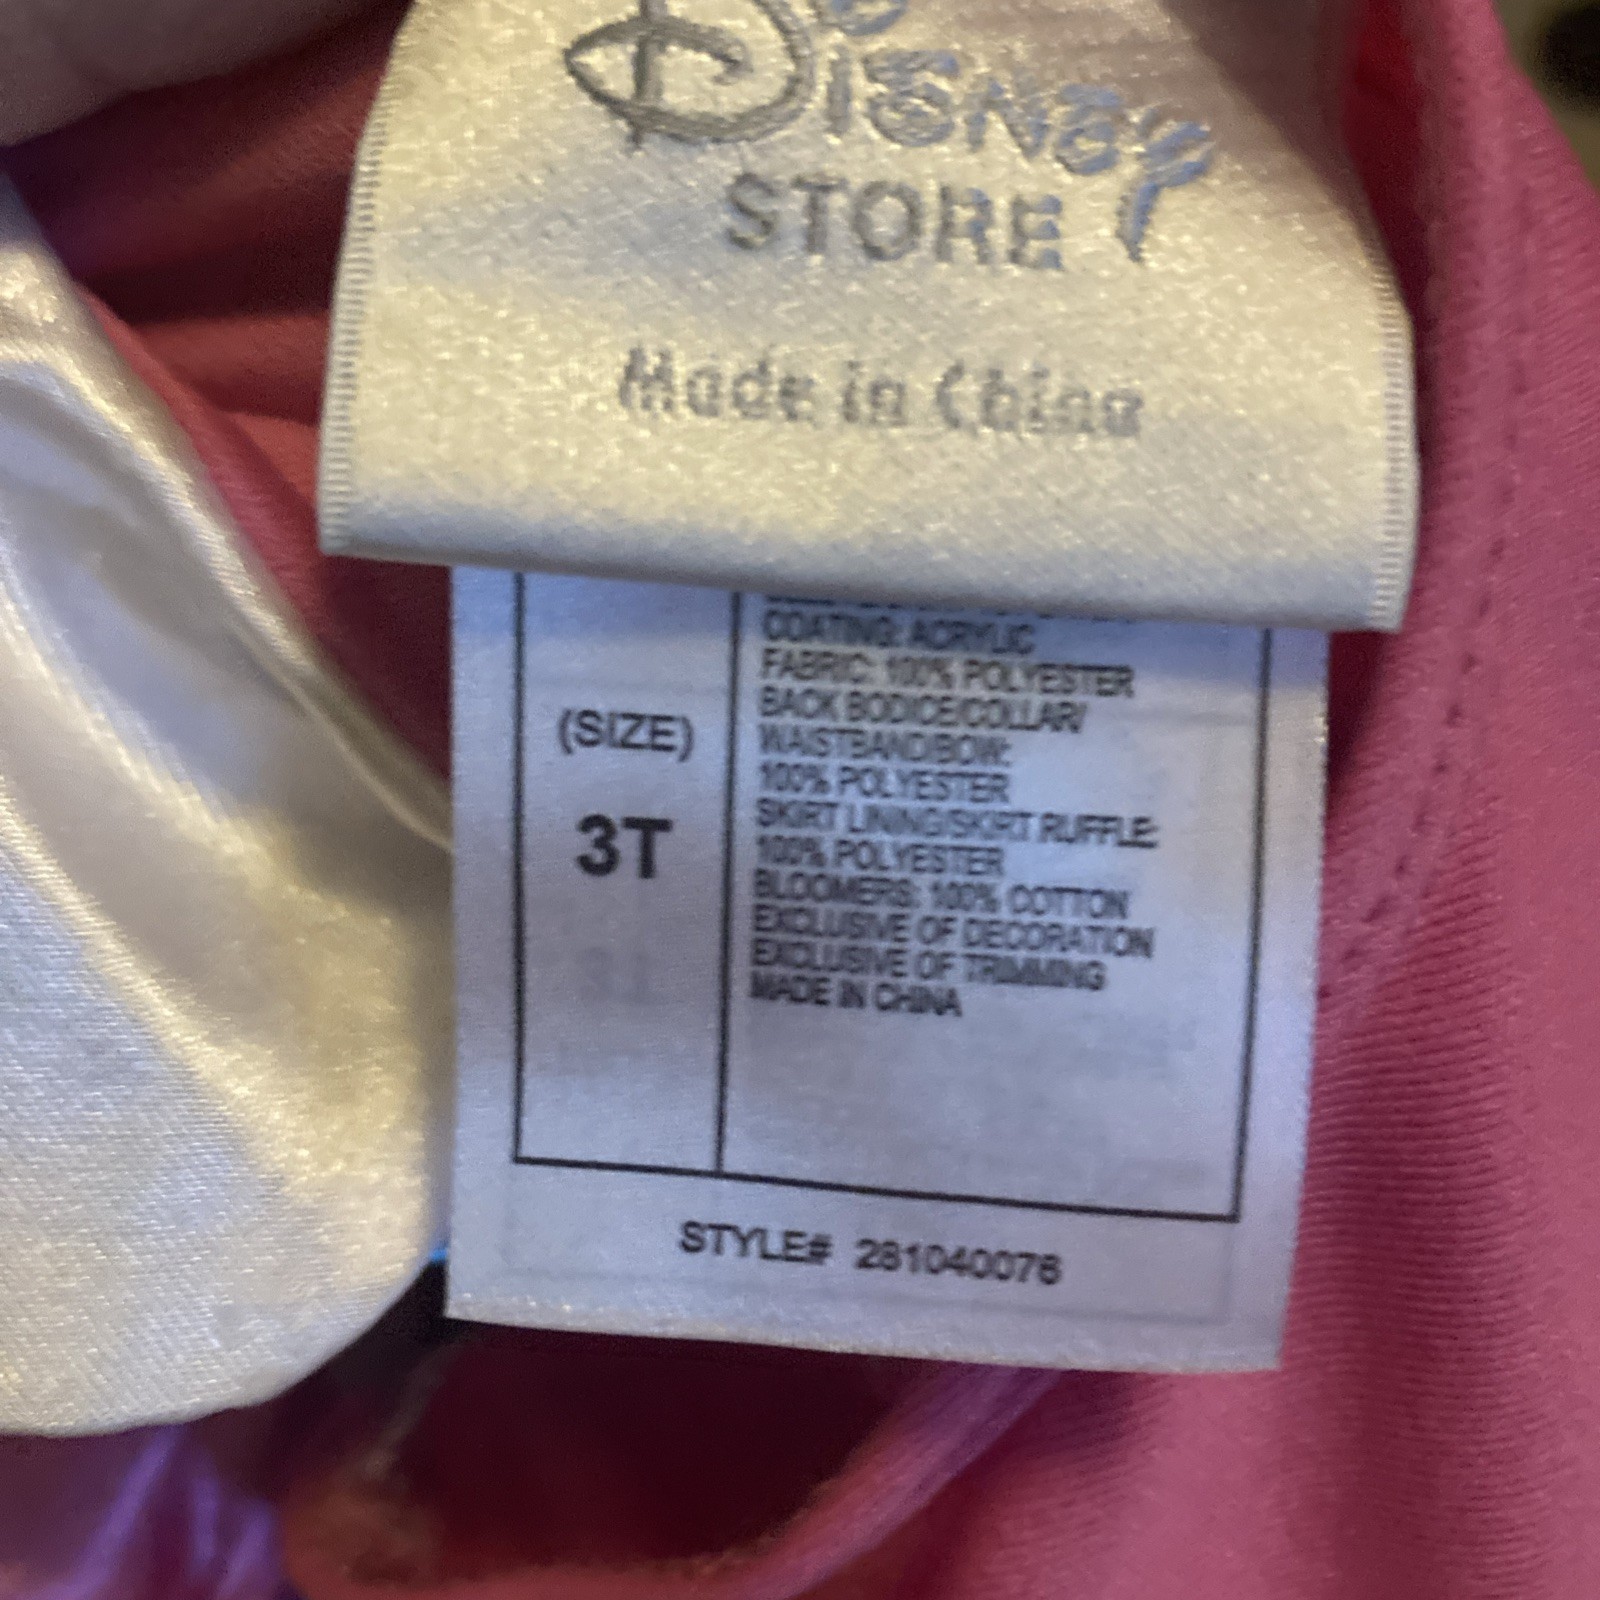 Disney
STORE
Made in China
COATING: ACRYLIC
FABRIC: 100% POLYESTER
BACK BODICE/COLLAR/
WAISTBAND/BOW:
100% POLYESTER
SKIRT LINING/SKIRT RUFFLE:
100% POLYESTER
BLOOMERS: 100% COTTON
EXCLUSIVE OF DECORATION
EXCLUSIVE OF TRIMMING
MADE IN CHINA
(SIZE)
3T
STYLE# 281040076